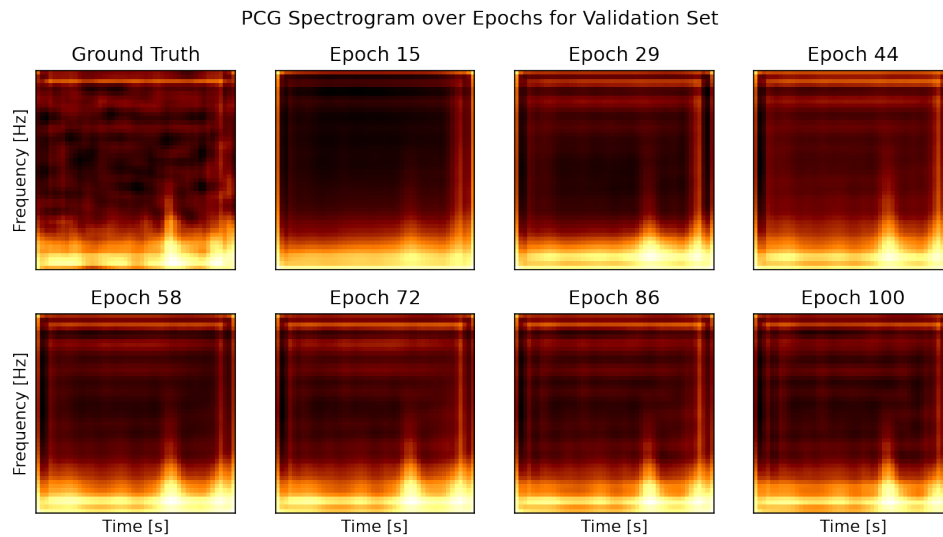 PCG Spectrogram over Epochs for Validation Set
Ground Truth
Epoch 15
Epoch 29
Epoch 44
Frequency [Hz]
Epoch 58
Epoch 72
Epoch 86
Epoch 100
Frequency [Hz]
Time [s]
Time [s]
Time [s]
Time [s]